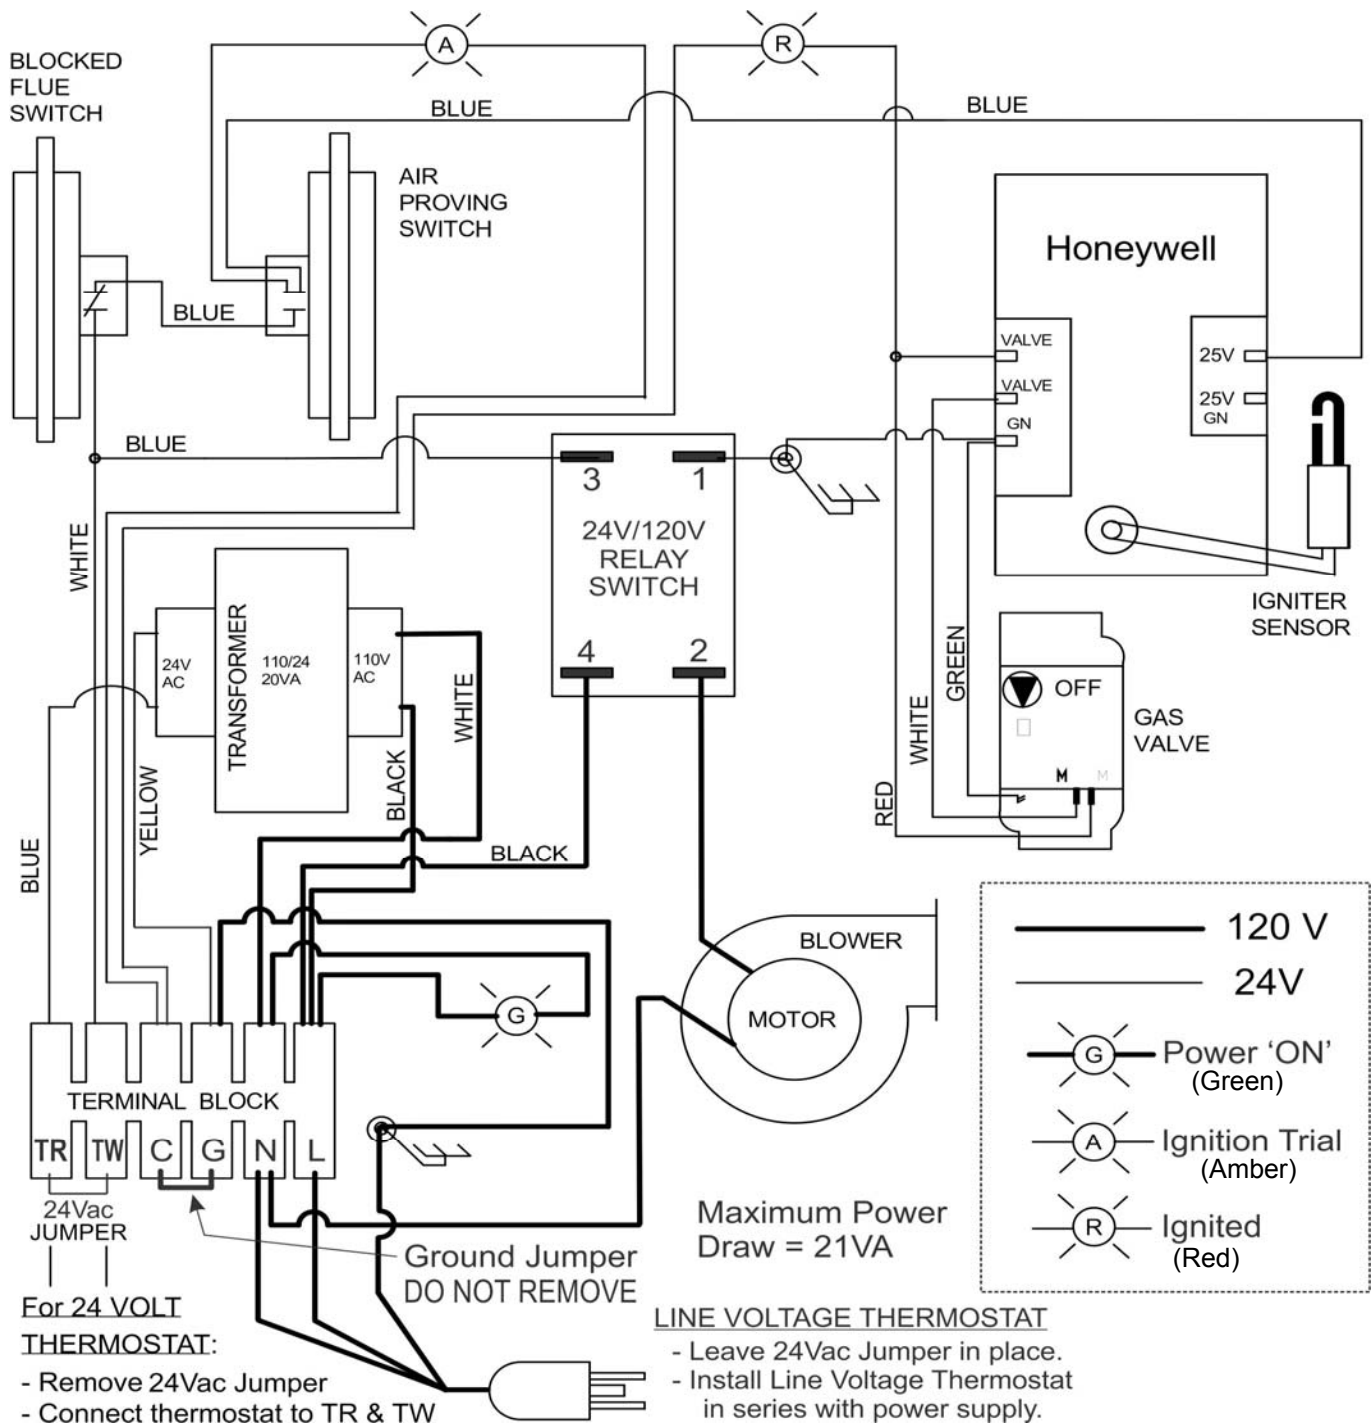 A
R
BLOCKED
FLUE
SWITCH
BLUE
BLUE
AIR
PROVING
SWITCH
Honeywell
BLUE
VALVE
25V
VALVE
25V
GN
GN
BLUE
3
1
24V/120V
RELAY
SWITCH
4
2
WHITE
IGNITER
SENSOR
24V
AC
TRANSFORMER
110/24
20VA
110V
AC
WHITE
BLACK
YELLOW
BLUE
BLACK
GREEN
WHITE
RED
OFF
M
M
GAS
VALVE
BLOWER
MOTOR
G
120 V
24V
G
Power ‘ON’
(Green)
A
Ignition Trial
(Amber)
R
Ignited
(Red)
TERMINAL BLOCK
TR TW C G N L
24Vac
JUMPER
Ground Jumper
DO NOT REMOVE
Maximum Power
Draw = 21VA
For 24 VOLT
THERMOSTAT:
- Remove 24Vac Jumper
- Connect thermostat to TR & TW
LINE VOLTAGE THERMOSTAT
- Leave 24Vac Jumper in place.
- Install Line Voltage Thermostat
in series with power supply.